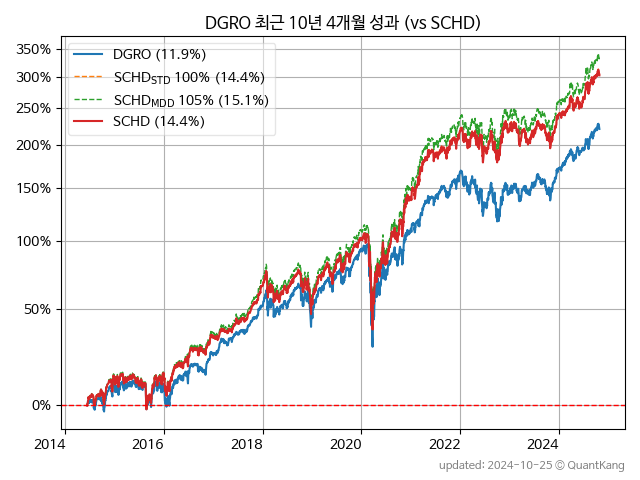 DGRO 최근 10년 4개월 성과 (vs SCHD)
DGRO (11.9%)
SCHD_STD 100% (14.4%)
SCHD_MDD 105% (15.1%)
SCHD (14.4%)
350%
300%
250%
200%
150%
100%
50%
0%
2014 2016 2018 2020 2022 2024
updated: 2024-10-25 © QuantKang